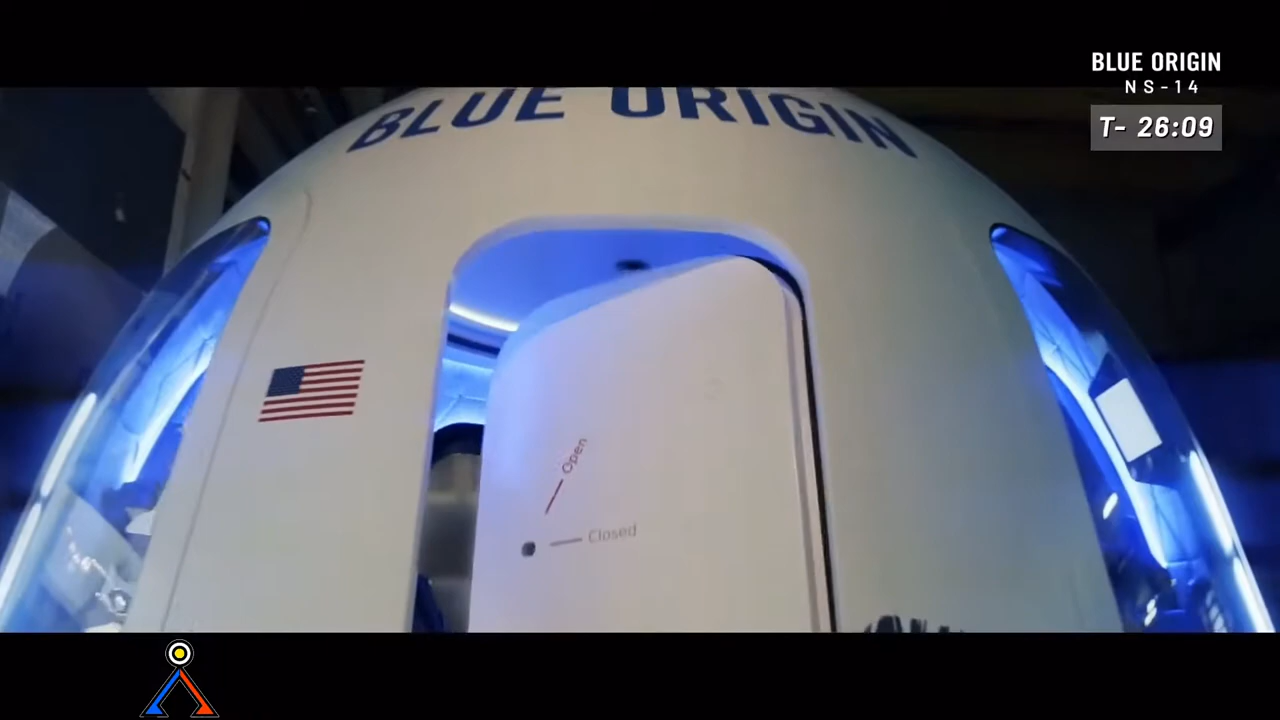 BLUE ORIGIN
NS-14
T- 26:09
BLUE ORIGIN
Open
Closed